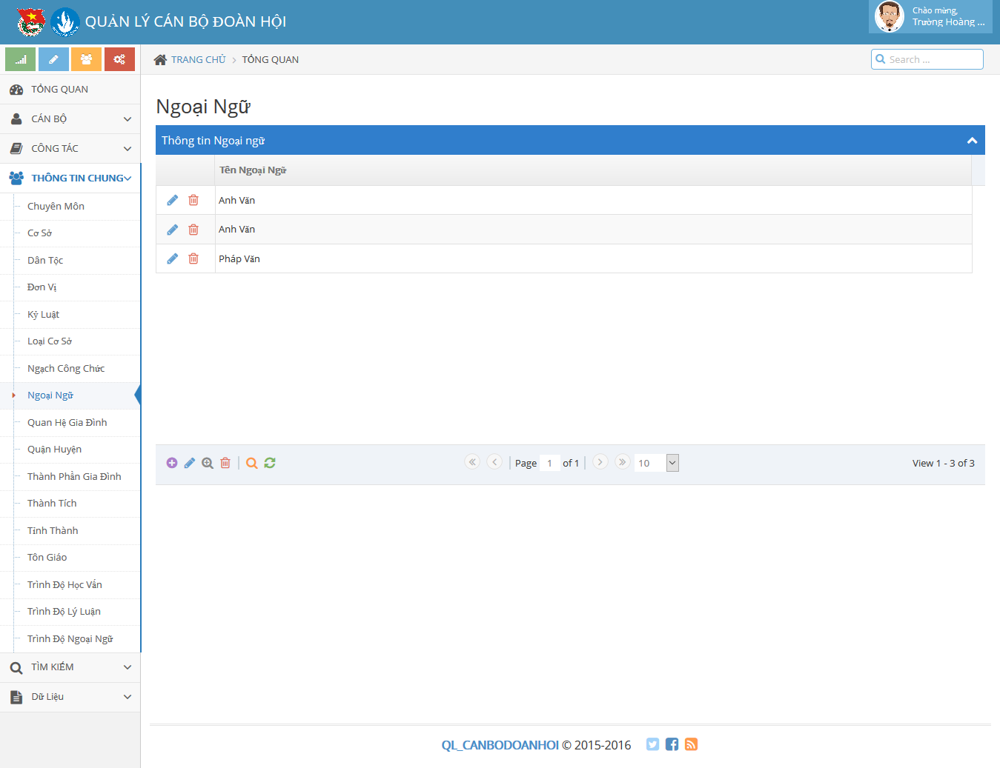 QUẢN LÝ CÁN BỘ ĐOÀN HỘI
Chào mừng,
Trường Hoàng ...
TRANG CHỦ
TỔNG QUAN
Search ...
TỔNG QUAN
CÁN BỘ
CÔNG TÁC
THÔNG TIN CHUNG
Chuyên Môn
Cơ Sở
Dân Tộc
Đơn Vị
Kỷ Luật
Loại Cơ Sở
Ngạch Công Chức
Ngoại Ngữ
Quan Hệ Gia Đình
Quận Huyện
Thành Phần Gia Đình
Thành Tích
Tỉnh Thành
Tôn Giáo
Trình Độ Học Vấn
Trình Độ Lý Luận
Trình Độ Ngoại Ngữ
TÌM KIẾM
Dữ Liệu
Ngoại Ngữ
Thông tin Ngoại ngữ
Tên Ngoại Ngữ
Anh Văn
Anh Văn
Pháp Văn
Page 1 of 1
10
View 1 - 3 of 3
QL_CANBODOANHOI © 2015-2016